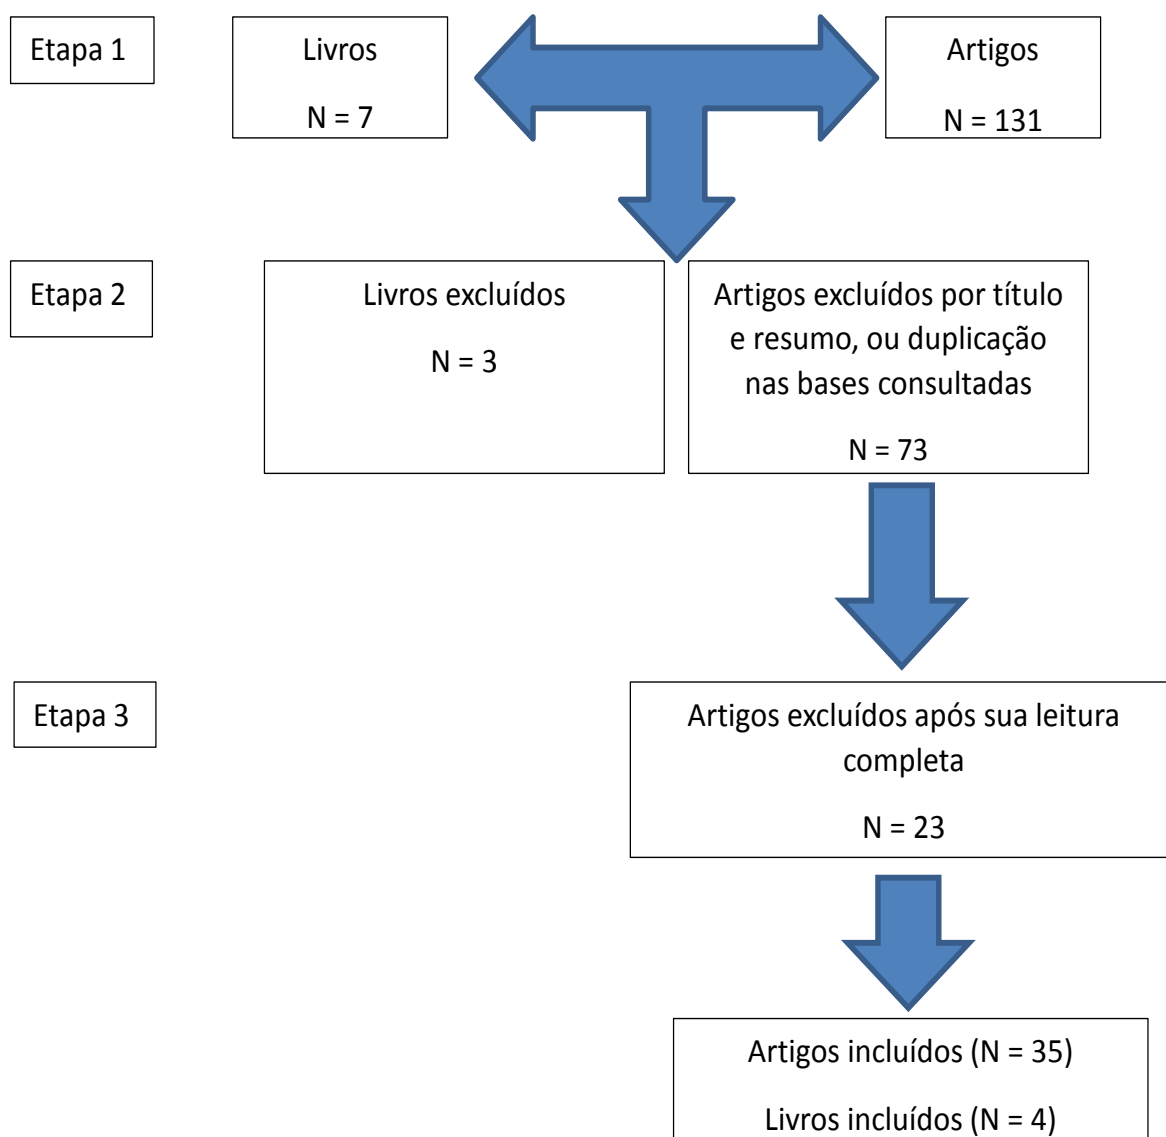 Etapa 1
Livros
N = 7
Artigos
N = 131
Etapa 2
Livros excluídos
N = 3
Artigos excluídos por título
e resumo, ou duplicação
nas bases consultadas
N = 73
Etapa 3
Artigos excluídos após sua leitura
completa
N = 23
Artigos incluídos (N = 35)
Livros incluídos (N = 4)